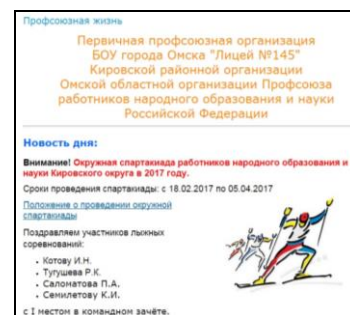 Профсоюзная жизнь
Первичная профсоюзная организация
БОУ города Омска "Лицей №145"
Кировской районной организации
Омской областной организации Профсоюза
работников народного образования и науки
Российской Федерации
Новость дня:
Внимание! Окружная спартакиада работников народного образования и
науки Кировского округа в 2017 году.
Сроки проведения спартакиады: с 18.02.2017 по 05.04.2017
Положение о проведении окружной
спартакиады
Поздравляем участников лыжных
соревнований:
Котову И.Н.
Тугушева Р.К.
Саломатова П.А.
Семилетову К.И.
с I местом в командном зачёте.